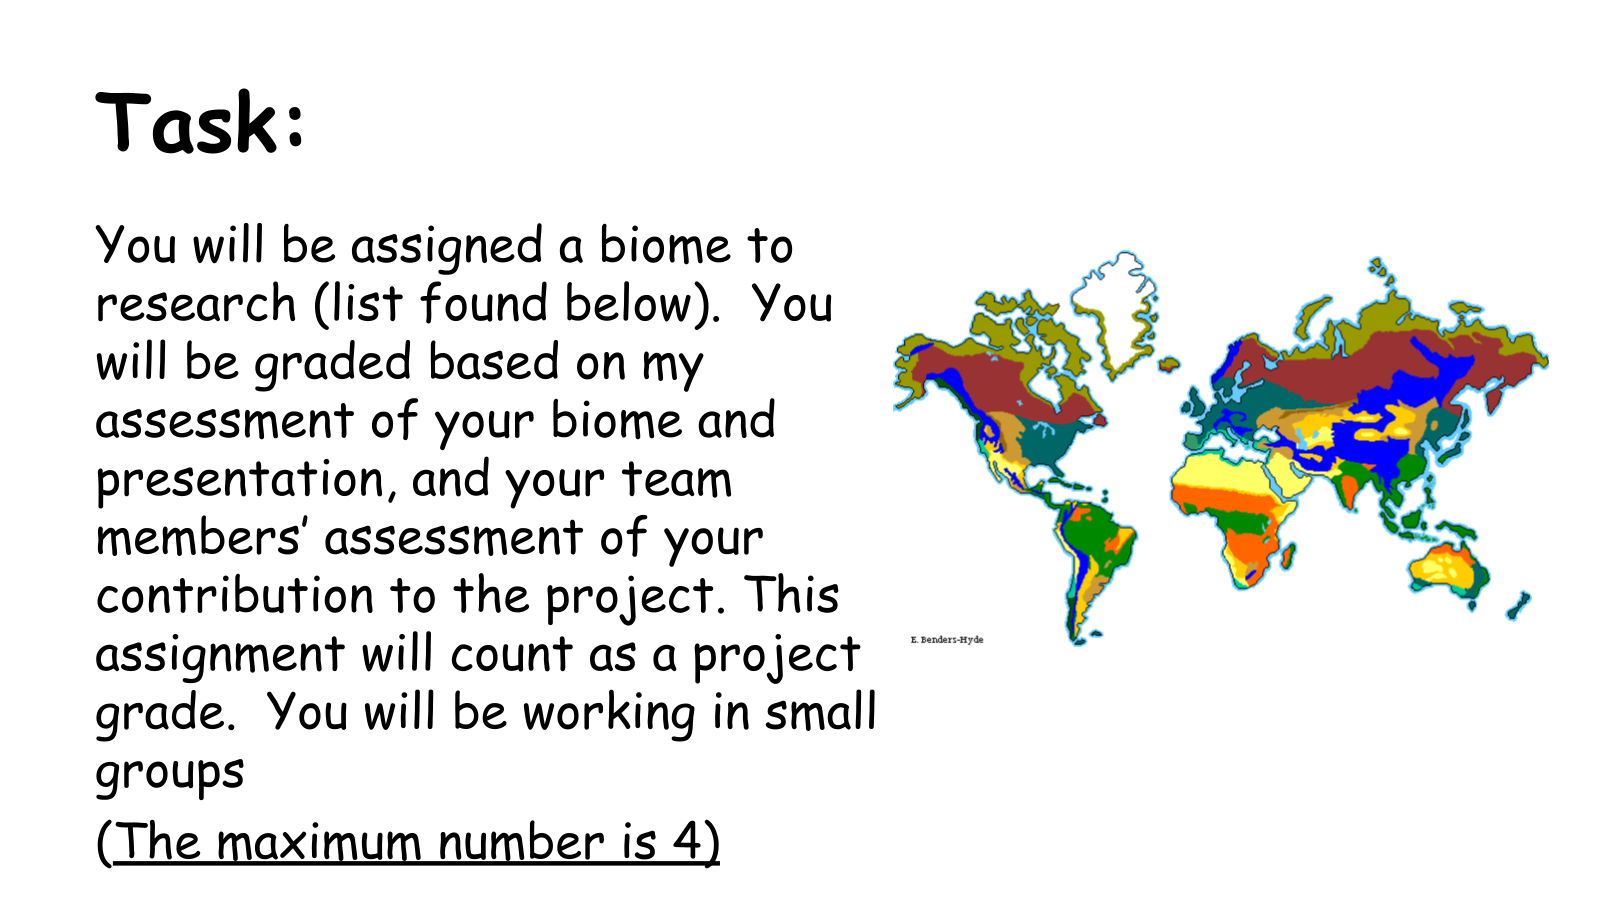 Task:
You will be assigned a biome to
research (list found below).  You
will be graded based on my
assessment of your biome and
presentation, and your team
members’ assessment of your
contribution to the project. This
assignment will count as a project
grade.  You will be working in small
groups
(The maximum number is 4)
E. Benders-Hyde